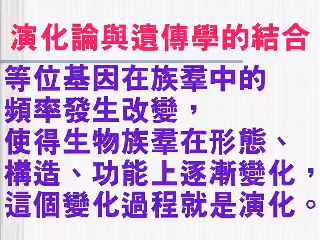 演化論與遺傳學的結合
等位基因在族羣中的
頻率發生改變，
使得生物族羣在形態、
構造、功能上逐漸變化，
這個變化過程就是演化。